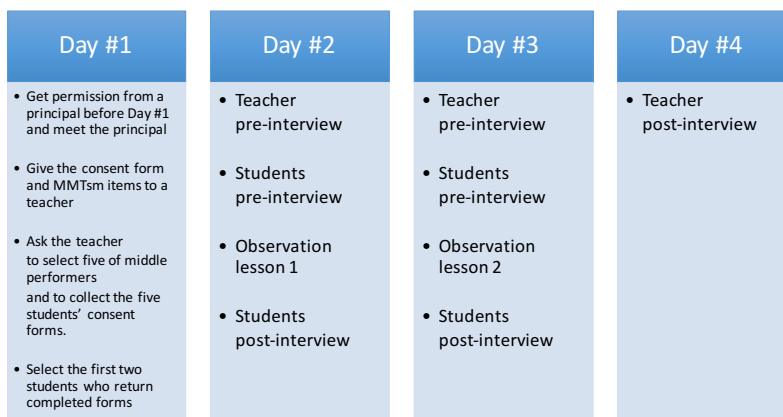 Day #1
• Get permission from a
principal before Day #1
and meet the principal
• Give the consent form
and MMTsm items to a
teacher
• Ask the teacher
to select five of middle
performers
and to collect the five
students' consent
forms.
• Select the first two
students who return
completed forms
Day #2
• Teacher
pre-interview
• Students
pre-interview
• Observation
lesson 1
• Students
post-interview
Day #3
• Teacher
pre-interview
• Students
pre-interview
• Observation
lesson 2
• Students
post-interview
Day #4
• Teacher
post-interview